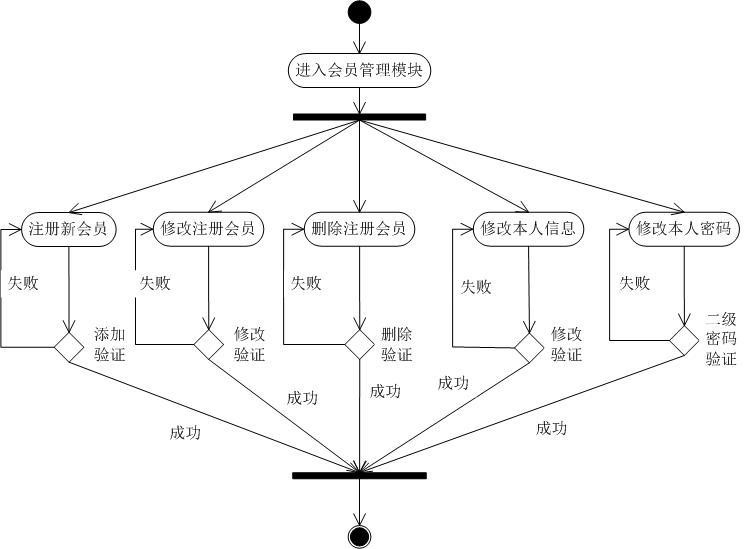 进入会员管理模块
注册新会员
修改注册会员
删除注册会员
修改本人信息
修改本人密码
失败
失败
失败
失败
失败
添加
验证
修改
验证
删除
验证
修改
验证
二级
密码
验证
成功
成功
成功
成功
成功